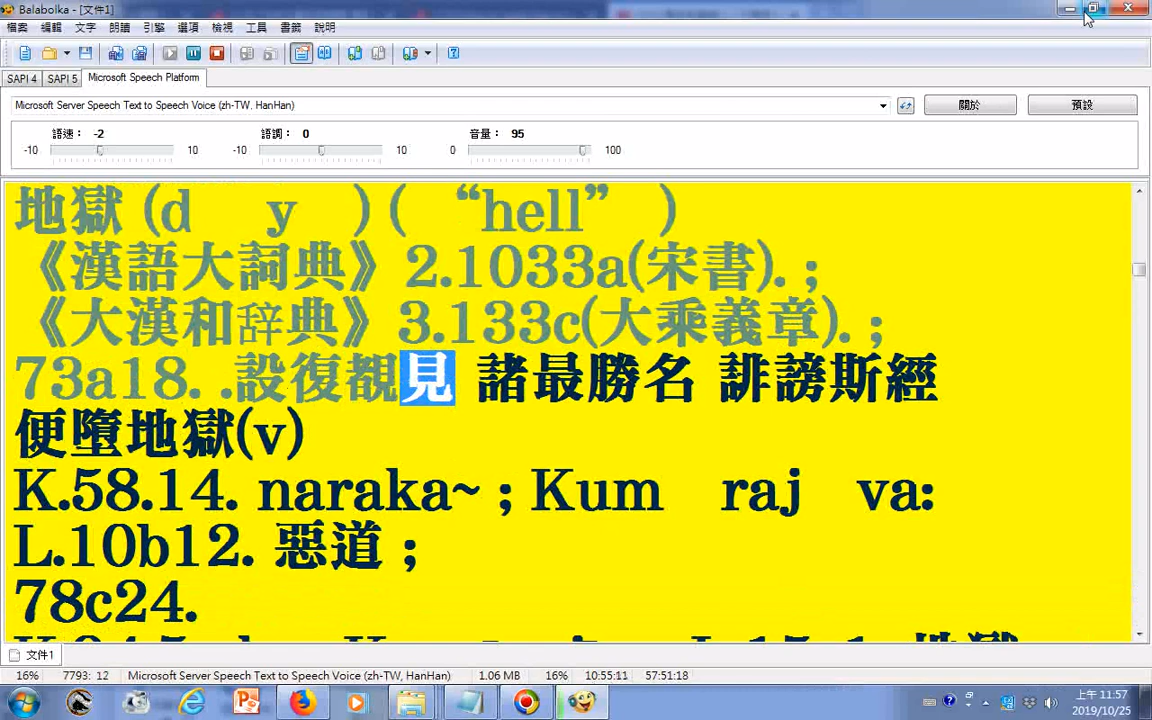 Balabolka - [文件1]
檔案 編輯 文字 朗讀 引擎 選項 檢視 工具 書籤 說明
SAPI 4 SAPI 5 Microsoft Speech Platform
Microsoft Server Speech Text to Speech Voice (zh-TW, HanHan) 關於 預設
語速： -2 語調： 0 音量： 95
-10 10 -10 10 0 100
地獄 (d y ) ( “hell” )
《漢語大詞典》 2.1033a(宋書). ;
《大漢和辞典》 3.133c(大乘義章). ;
73a18. .設復覩見 諸最勝名 誹謗斯經
便墮地獄(v)
K.58.14. naraka~ ; Kum raj va:
L.10b12. 惡道 ;
78c24.
文件1
16% 7793: 12 Microsoft Server Speech Text to Speech Voice (zh-TW, HanHan) 1.06 MB 16% 10:55:11 57:51:18
上午 11:57
2019/10/25